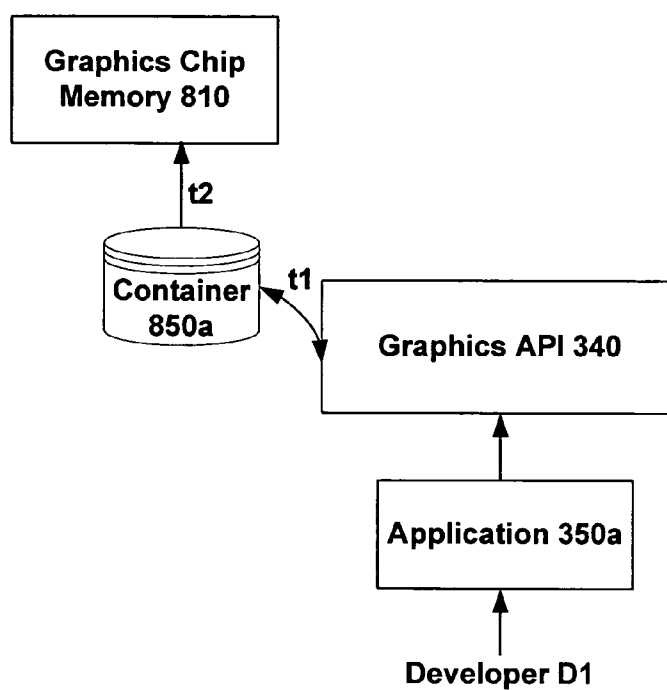 Graphics Chip
Memory 810
t2
Container
850a
t1
Graphics API 340
Application 350a
Developer D1